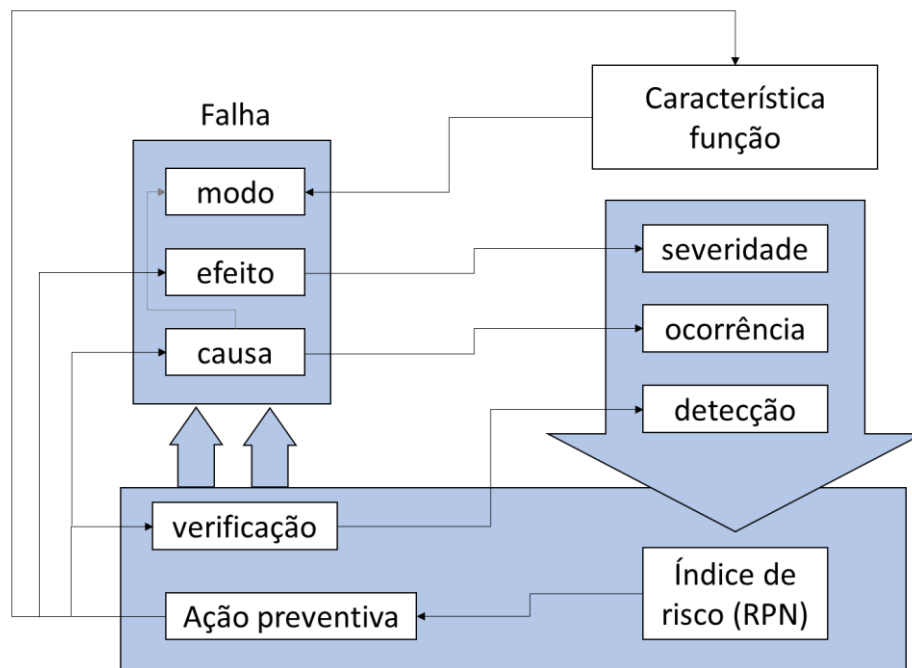 Característica
função
Falha
modo
efeito
causa
severidade
ocorrência
detecção
verificação
Ação preventiva
Índice de
risco (RPN)